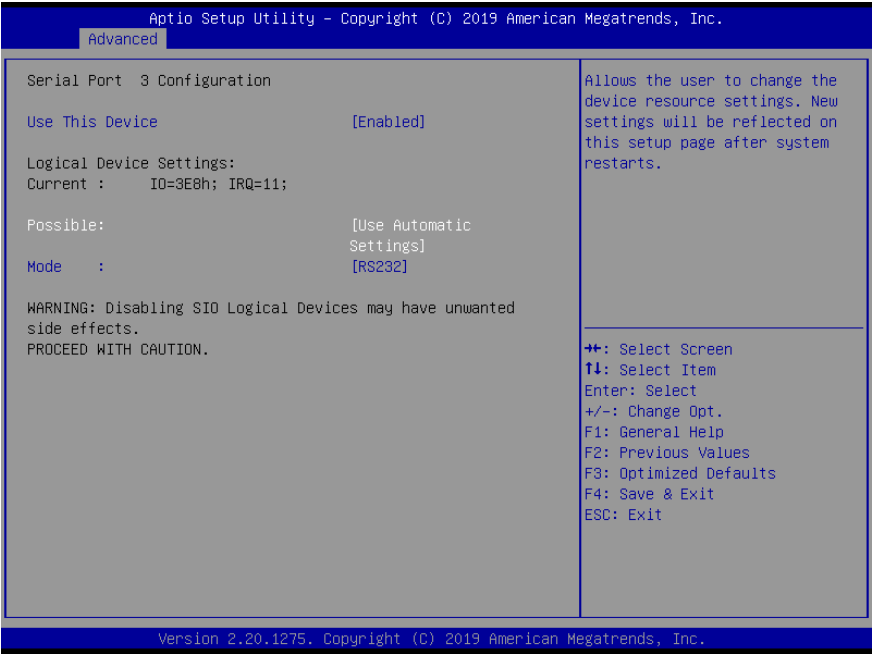 Aptio Setup Utility – Copyright (C) 2019 American Megatrends, Inc.
Advanced
Serial Port  3 Configuration
Use This Device [Enabled]
Logical Device Settings:
Current : IO=3E8h; IRQ=11;
Possible: [Use Automatic
Settings]
Mode : [RS232]
WARNING: Disabling SIO Logical Devices may have unwanted
side effects.
PROCEED WITH CAUTION.
Allows the user to change the
device resource settings. New
settings will be reflected on
this setup page after system
restarts.
→←: Select Screen
↑↓: Select Item
Enter: Select
+/-: Change Opt.
F1: General Help
F2: Previous Values
F3: Optimized Defaults
F4: Save & Exit
ESC: Exit
Version 2.20.1275. Copyright (C) 2019 American Megatrends, Inc.